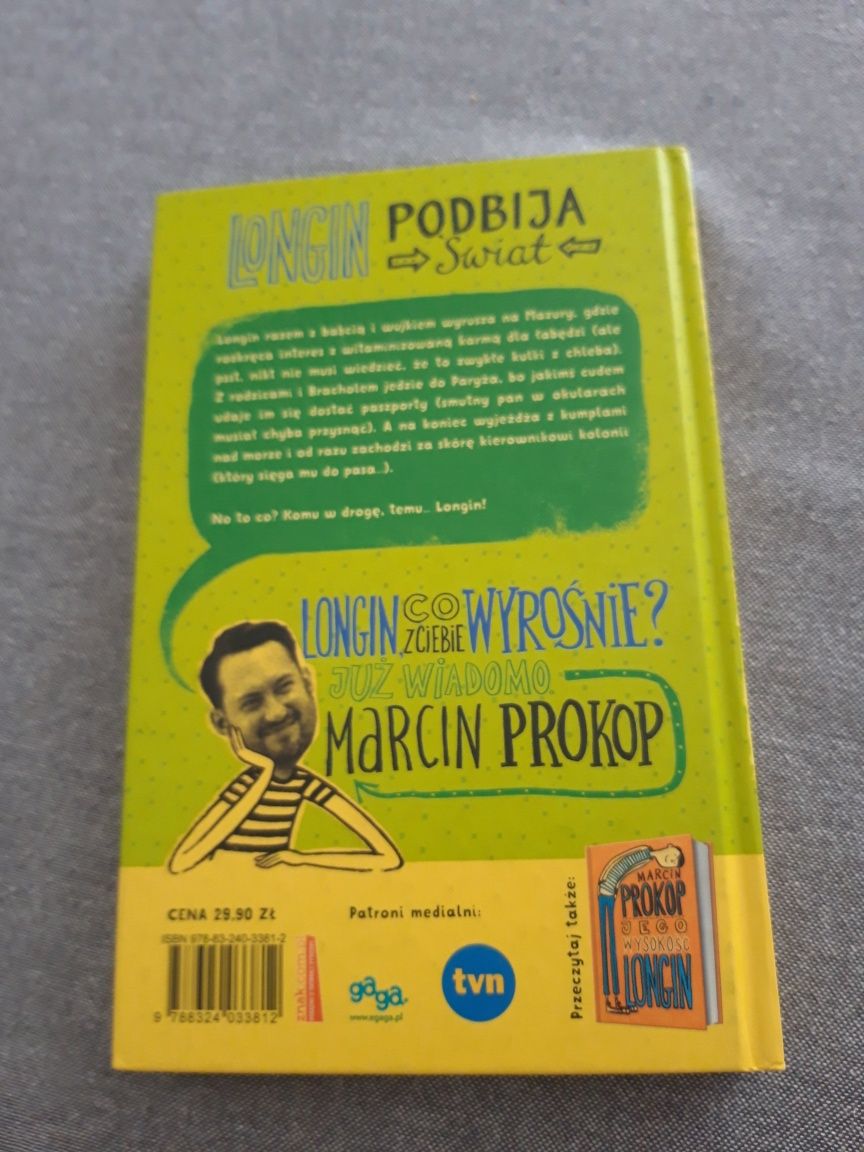 LONGIN PODBIJA
Świat
Longin razem z babcią i wujkiem wyrusza na Mazury, gdzie
rozkręca interes z witaminizowaną karmą dla łabędzi (ale
psst, nikt nie musi wiedzieć, że to zwykłe kulki z chleba).
Z rodzicami i Bracholem jedzie do Paryża, bo jakimś cudem
udaje im się dostać paszporty (smutny pan w okularach
musiał chyba przysnąć). A na koniec wyjeżdża z kumplami
nad morze i od razu zachodzi za skórę kierownikowi kolonii
(który sięga mu do pasa...).
No to co? Komu w drogę, temu... Longin!
LONGIN, CO Z CIEBIE WYROŚNIE?
JUŻ WIADOMO
MARCIN PROKOP
CENA 29,90 ZŁ
ISBN 978-83-240-3381-2
9 788324 033812
znak.com.pl
Patroni medialni:
gaga
www.egaga.pl
tvn
Przeczytaj także:
MARCIN
PROKOP
JEGO
WYSOKOŚĆ
LONGIN